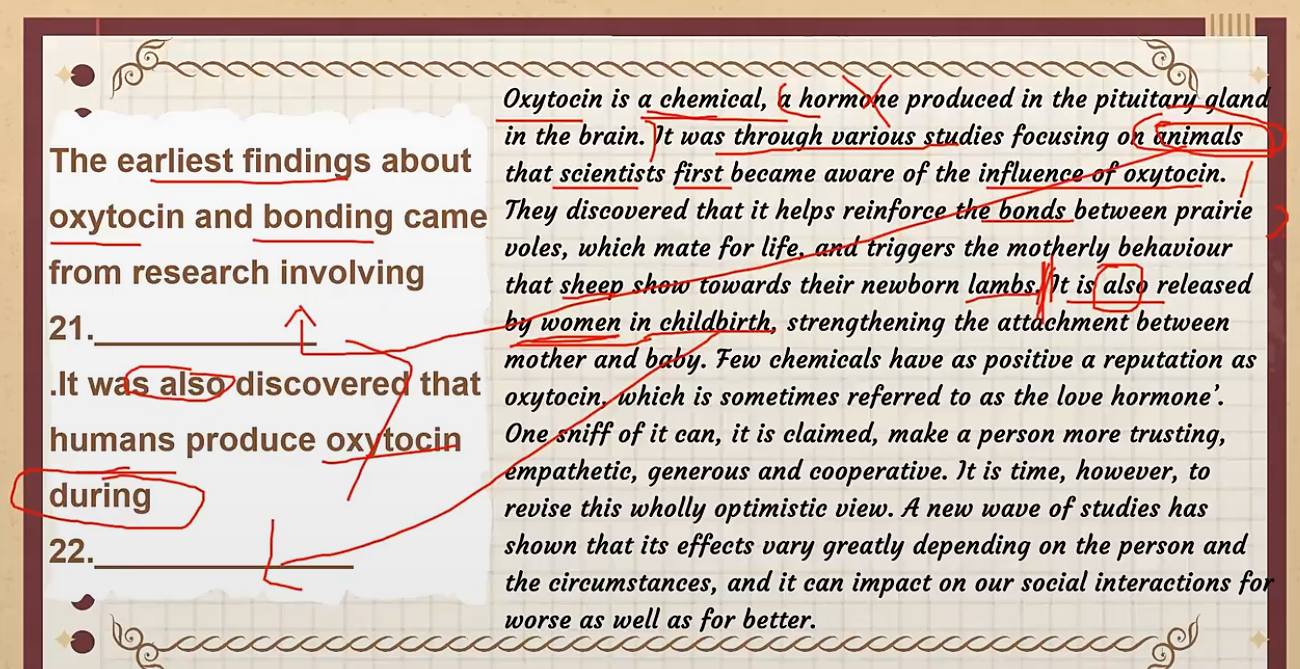 The earliest findings about
oxytocin and bonding came
from research involving
21.____________
.It was also discovered that
humans produce oxytocin
during
22.______________
Oxytocin is a chemical, a hormone produced in the pituitary gland
in the brain. It was through various studies focusing on animals
that scientists first became aware of the influence of oxytocin.
They discovered that it helps reinforce the bonds between prairie
voles, which mate for life, and triggers the motherly behaviour
that sheep show towards their newborn lambs. It is also released
by women in childbirth, strengthening the attachment between
mother and baby. Few chemicals have as positive a reputation as
oxytocin, which is sometimes referred to as the love hormone’.
One sniff of it can, it is claimed, make a person more trusting,
empathetic, generous and cooperative. It is time, however, to
revise this wholly optimistic view. A new wave of studies has
shown that its effects vary greatly depending on the person and
the circumstances, and it can impact on our social interactions for
worse as well as for better.